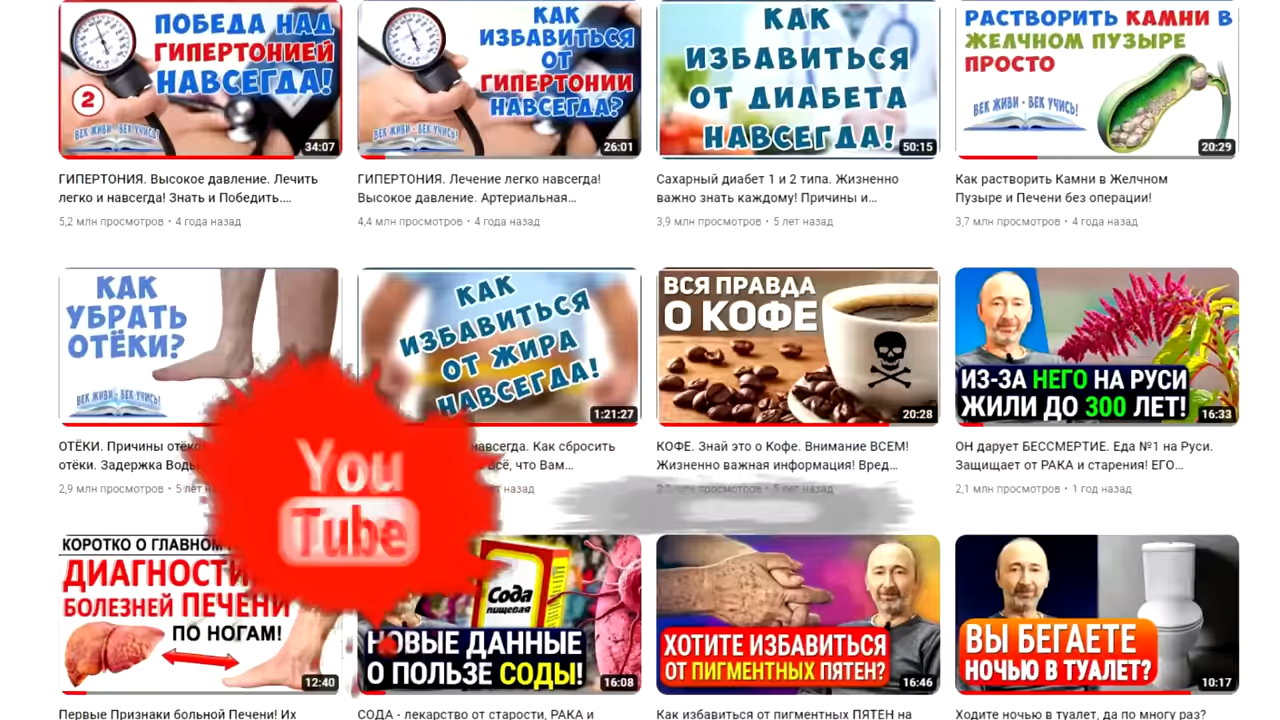 ПОБЕДА НАД
ГИПЕРТОНИЕЙ
НАВСЕГДА!
2
ВЕК ЖИВИ - ВЕК УЧИСЬ!
34:07
ГИПЕРТОНИЯ. Высокое давление. Лечить
легко и навсегда! Знать и Победить....
5,2 млн просмотров • 4 года назад
КАК
ИЗБАВИТЬСЯ
ОТ
ГИПЕРТОНИИ
НАВСЕГДА?
ВЕК ЖИВИ - ВЕК УЧИСЬ!
26:01
ГИПЕРТОНИЯ. Лечение легко навсегда!
Высокое давление. Артериальная...
4,4 млн просмотров • 4 года назад
КАК
ИЗБАВИТЬСЯ
ОТ ДИАБЕТА
НАВСЕГДА!
50:15
Сахарный диабет 1 и 2 типа. Жизненно
важно знать каждому! Причины и...
3,9 млн просмотров • 5 лет назад
РАСТВОРИТЬ КАМНИ В
ЖЕЛЧНОМ ПУЗЫРЕ
ПРОСТО
ВЕК ЖИВИ - ВЕК УЧИСЬ!
20:29
Как растворить Камни в Желчном
Пузыре и Печени без операции!
3,7 млн просмотров • 4 года назад
КАК
УБРАТЬ
ОТЁКИ?
ВЕК ЖИВИ - ВЕК УЧИСЬ!
ОТЁКИ. Причины
отёки. Задержка
2,9 млн просмотров • 5
КАК
ИЗБАВИТЬСЯ
ОТ ЖИРА
НАВСЕГДА!
1:21:27
навсегда. Как сбросить
всё, что Вам...
лет назад
ВСЯ ПРАВДА
О КОФЕ
20:28
КОФЕ. Знай это о Кофе. Внимание ВСЕМ!
Жизненно важная информация! Вред...
млн просмотров • 5 лет назад
ИЗ-ЗА НЕГО НА РУСИ
ЖИЛИ ДО 300 ЛЕТ!
16:33
ОН дарует БЕССМЕРТИЕ. Еда №1 на Руси.
Защищает от РАКА и старения! ЕГО...
2,1 млн просмотров • 1 год назад
You
Tube
КОРОТКО О ГЛАВНОМ
ДИАГНОСТИ
БОЛЕЗНЕЙ ПЕЧЕНИ
ПО НОГАМ!
12:40
Первые Признаки больной Печени! Их
Сода
пищевая
НОВЫЕ ДАННЫЕ
О ПОЛЬЗЕ СОДЫ!
16:08
СОДА - лекарство от старости, РАКА и
ХОТИТЕ ИЗБАВИТЬСЯ
ОТ ПИГМЕНТНЫХ ПЯТЕН?
16:46
Как избавиться от пигментных ПЯТЕН на
ВЫ БЕГАЕТЕ
НОЧЬЮ В ТУАЛЕТ?
10:17
Ходите ночью в туалет, да по многу раз?